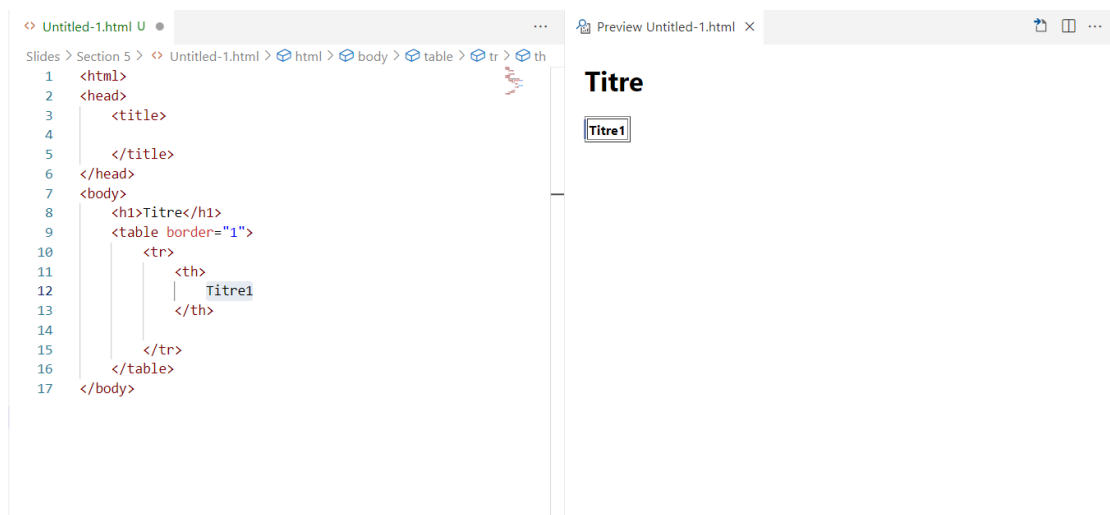 <> Untitled-1.html U ● ···
Slides > Section 5 > <> Untitled-1.html > html > body > table > tr > th
1 <html>
2 <head>
3     <title>
4
5     </title>
6 </head>
7 <body>
8     <h1>Titre</h1>
9     <table border="1">
10         <tr>
11             <th>
12                 Titre1
13             </th>
14
15         </tr>
16     </table>
17 </body>
Preview Untitled-1.html × ···
Titre
Titre1